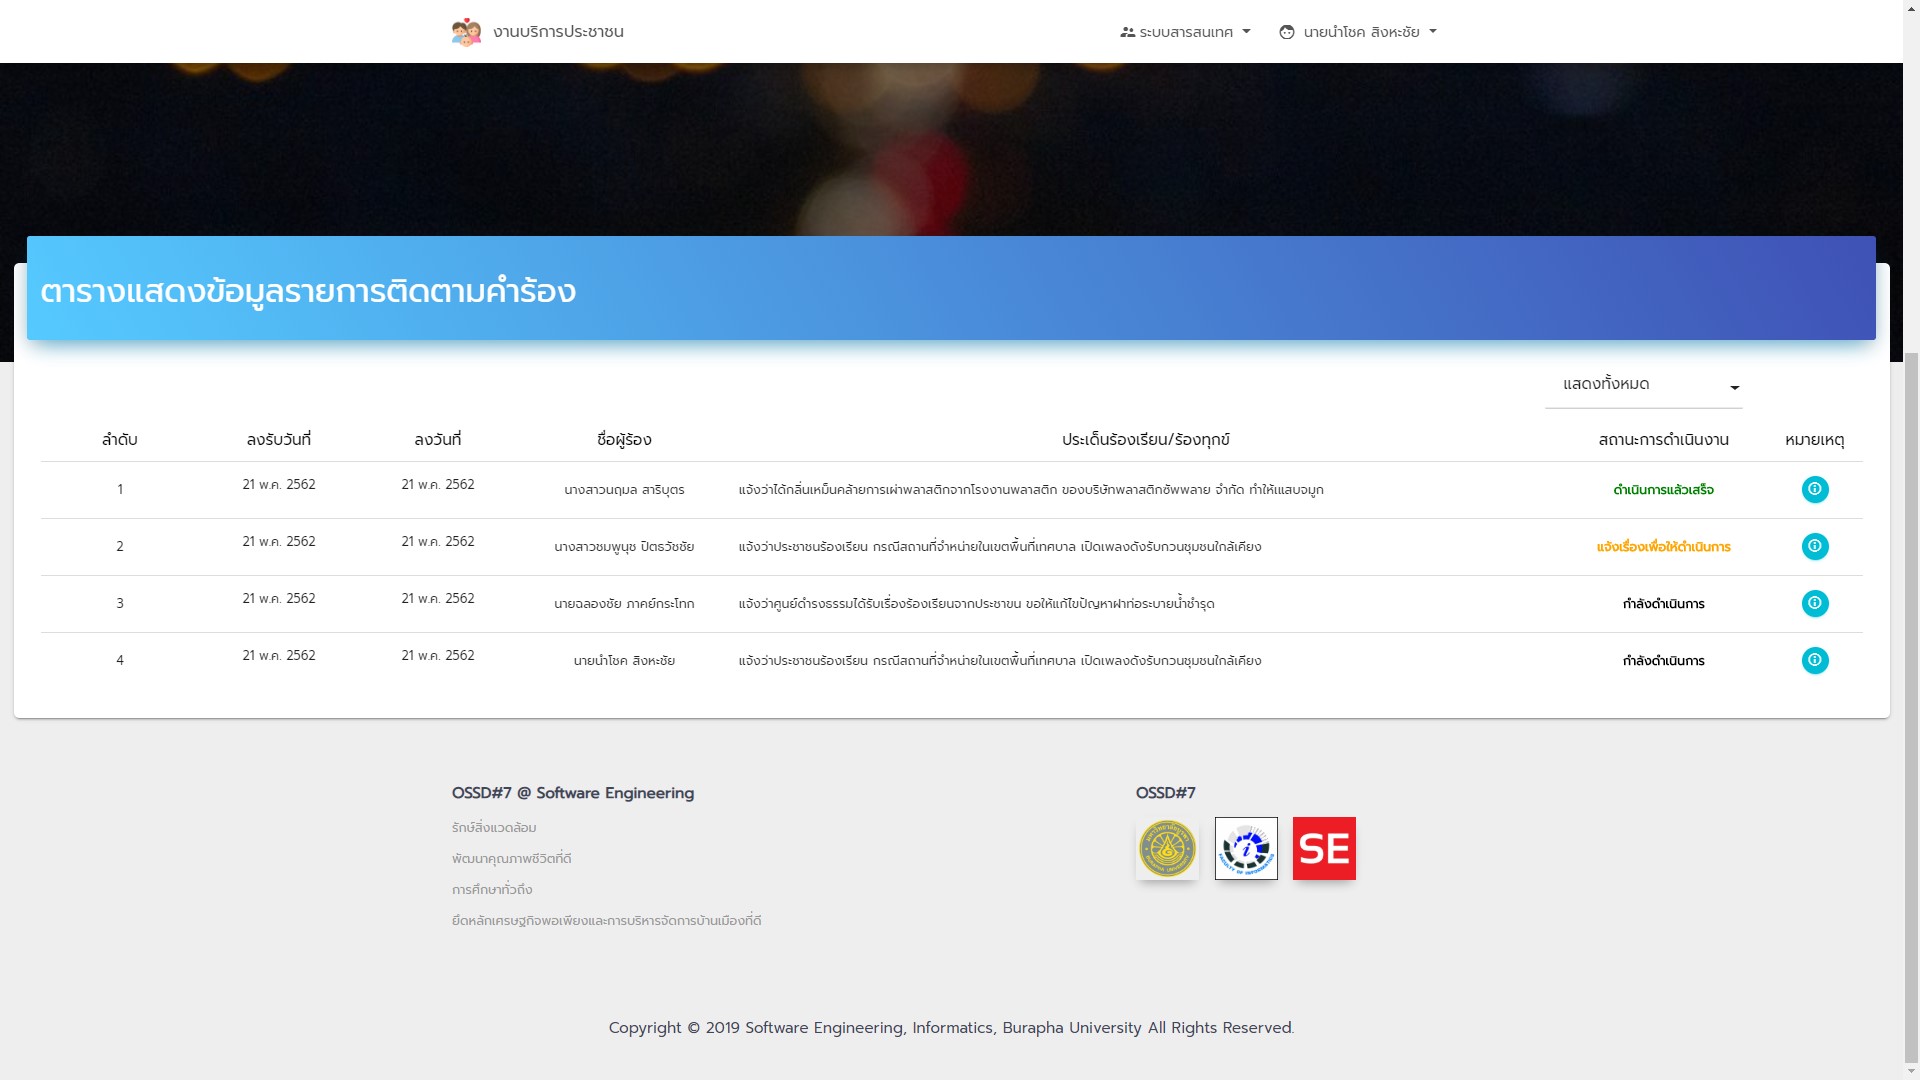 งานบริการประชาชน
ระบบสารสนเทศ
นายนำโชค สิงหะชัย
ตารางแสดงข้อมูลรายการติดตามคำร้อง
แสดงทั้งหมด
ลำดับ ลงรับวันที่ ลงวันที่ ชื่อผู้ร้อง ประเด็นร้องเรียน/ร้องทุกข์ สถานะการดำเนินงาน หมายเหตุ
1 21 พ.ค. 2562 21 พ.ค. 2562 นางสาวนฤมล สาริบุตร แจ้งว่าได้กลิ่นเหม็นคล้ายการเผ่าพลาสติกจากโรงงานพลาสติก ของบริษัทพลาสติกซัพพลาย จำกัด ทำให้แแสบจมูก ดำเนินการแล้วเสร็จ
2 21 พ.ค. 2562 21 พ.ค. 2562 นางสาวชมพูนุช ปิตธวัชชัย แจ้งว่าประชาชนร้องเรียน กรณีสถานที่จำหน่ายในเขตพื้นที่เทศบาล เปิดเพลงดังรับกวนชุมชนใกล้เคียง แจ้งเรื่องเพื่อให้ดำเนินการ
3 21 พ.ค. 2562 21 พ.ค. 2562 นายฉลองชัย ภาคย์กระโทก แจ้งว่าศูนย์ดำรงธรรมได้รับเรื่องร้องเรียนจากประชาขน ขอให้แก้ไขปัญหาฝาท่อระบายน้ำชำรุด กำลังดำเนินการ
4 21 พ.ค. 2562 21 พ.ค. 2562 นายนำโชค สิงหะชัย แจ้งว่าประชาชนร้องเรียน กรณีสถานที่จำหน่ายในเขตพื้นที่เทศบาล เปิดเพลงดังรับกวนชุมชนใกล้เคียง กำลังดำเนินการ
OSSD#7 @ Software Engineering
รักษ์สิ่งแวดล้อม
พัฒนาคุณภาพชีวิตที่ดี
การศึกษาทั่วถึง
ยึดหลักเศรษฐกิจพอเพียงและการบริหารจัดการบ้านเมืองที่ดี
OSSD#7
SE
Copyright © 2019 Software Engineering, Informatics, Burapha University All Rights Reserved.